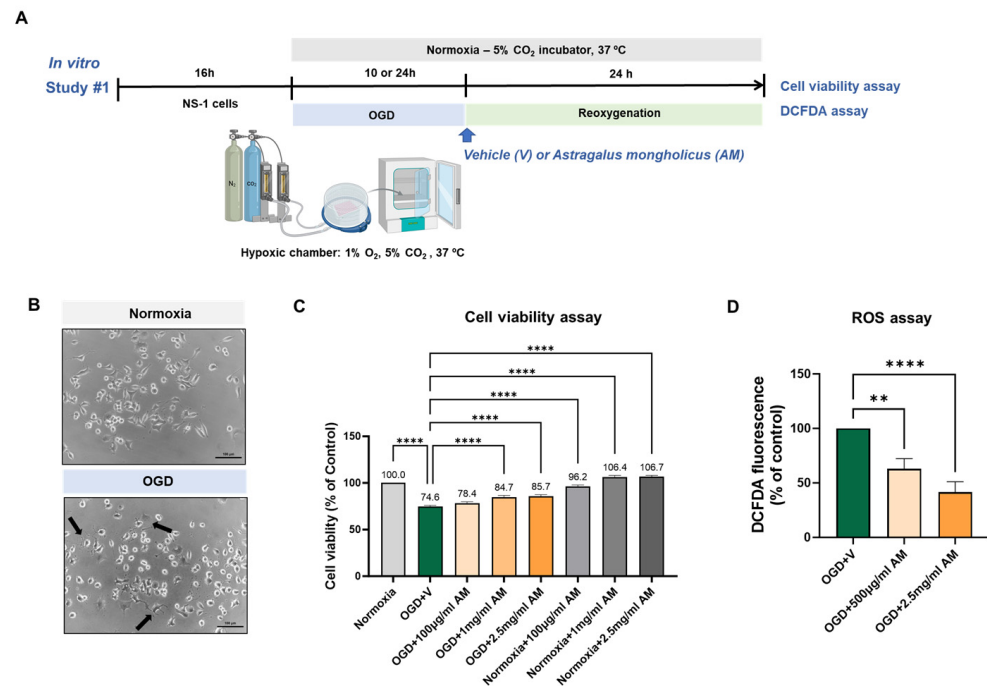 A
Normoxia – 5% CO₂ incubator, 37 ºC
In vitro
Study #1
16h
10 or 24h
24 h
Cell viability assay
NS-1 cells
OGD
Reoxygenation
DCFDA assay
Vehicle (V) or Astragalus mongholicus (AM)
N₂
CO₂
Hypoxic chamber: 1% O₂, 5% CO₂ , 37 ºC
B
Normoxia
100 µm
OGD
100 µm
C
Cell viability assay
****
****
****
****
****
****
Cell viablity (% of Control)
150
100
50
0
100.0
74.6
78.4
84.7
85.7
96.2
106.4
106.7
Normoxia
OGD+V
OGD+100µg/ml AM
OGD+1mg/ml AM
OGD+2.5mg/ml AM
Normoxia+100µg/ml AM
Normoxia+1mg/ml AM
Normoxia+2.5mg/ml AM
D
ROS assay
****
**
DCFDA fluorescence
(% of control)
150
100
50
0
OGD+V
OGD+500µg/ml AM
OGD+2.5mg/ml AM